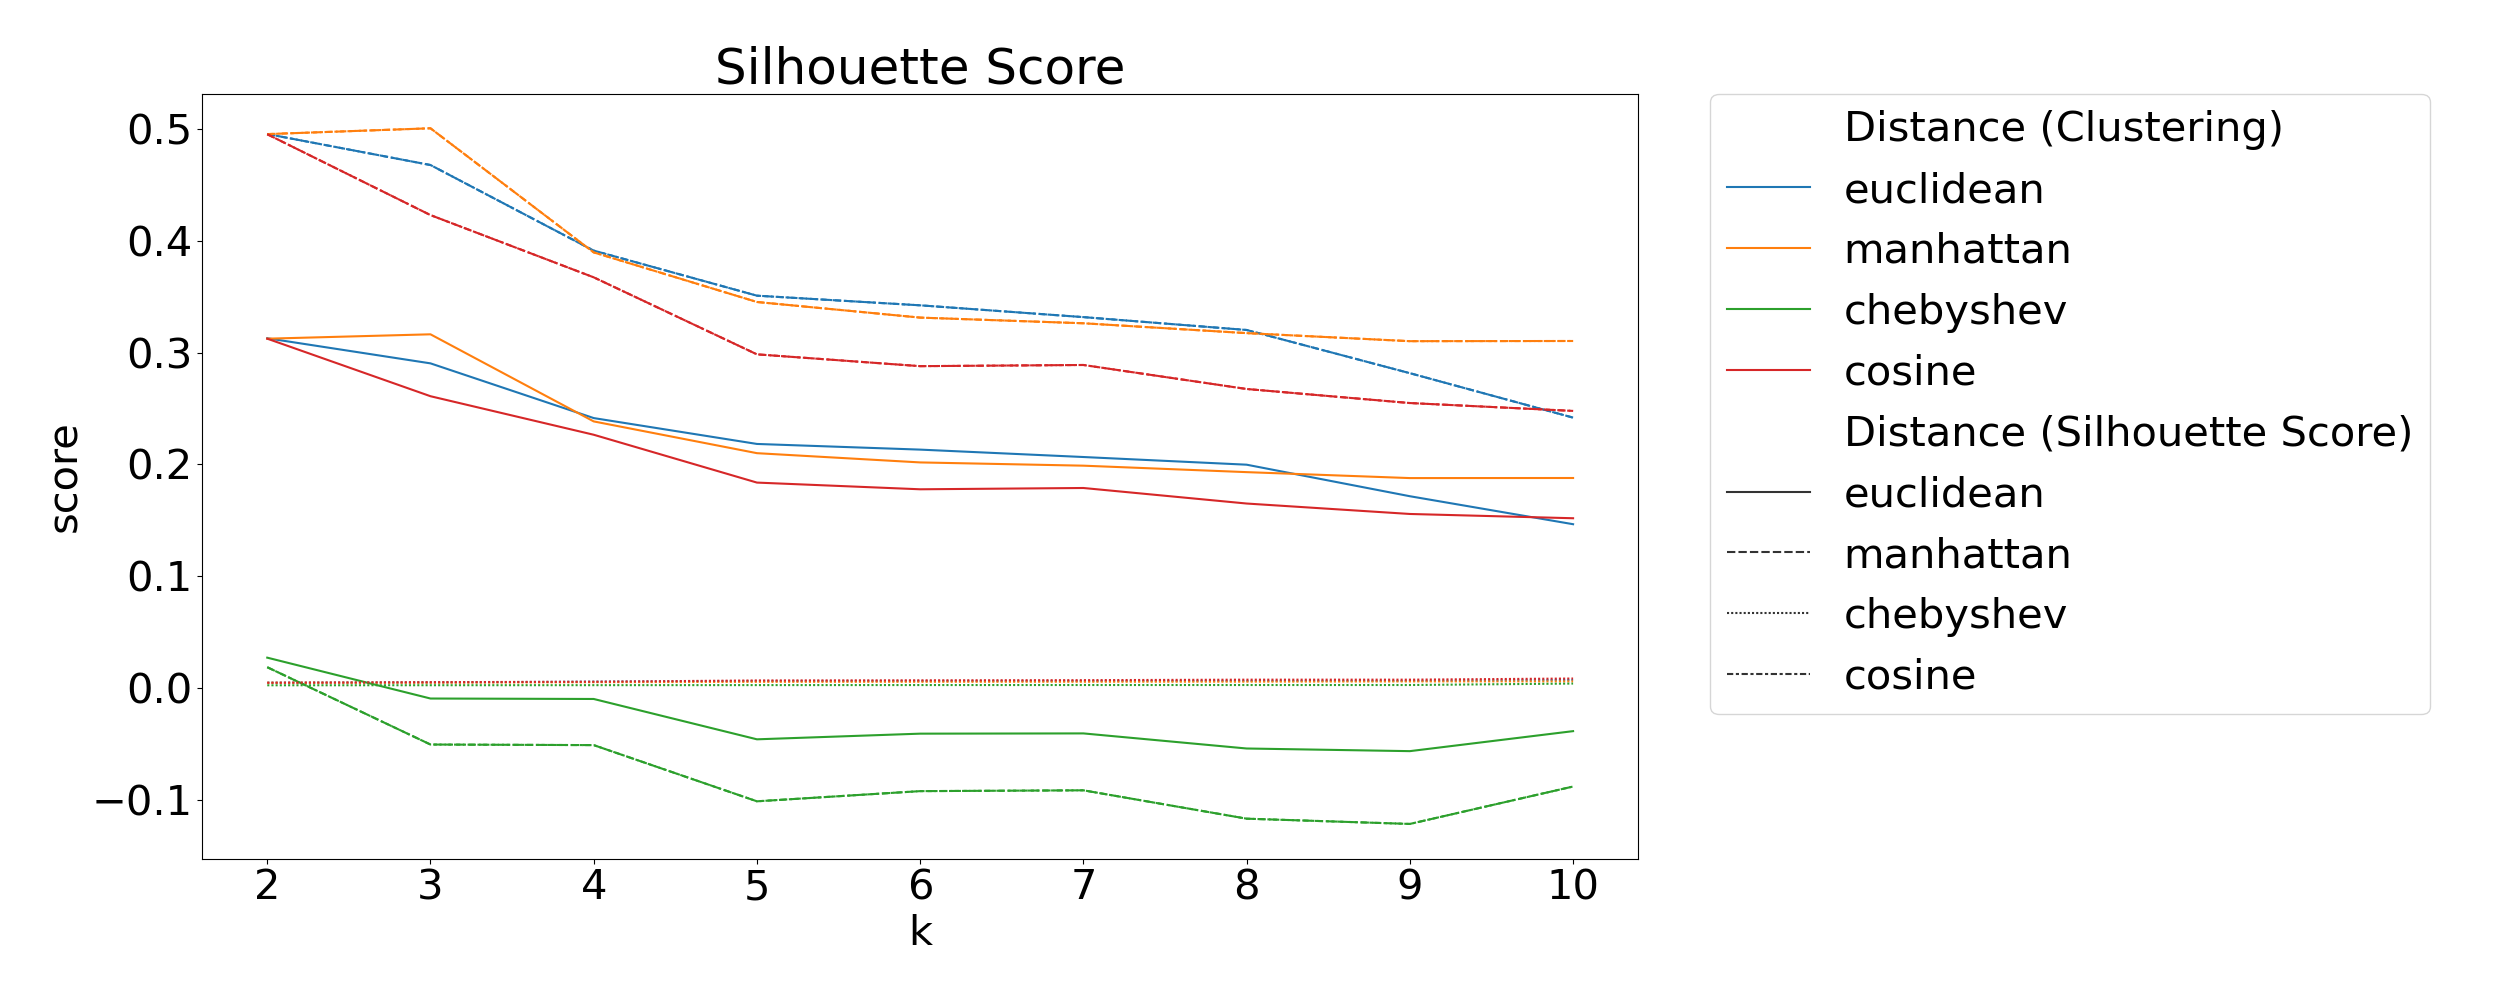 Silhouette Score
score
0.5
0.4
0.3
0.2
0.1
0.0
−0.1
2 3 4 5 6 7 8 9 10
k
Distance (Clustering)
euclidean
manhattan
chebyshev
cosine
Distance (Silhouette Score)
euclidean
manhattan
chebyshev
cosine